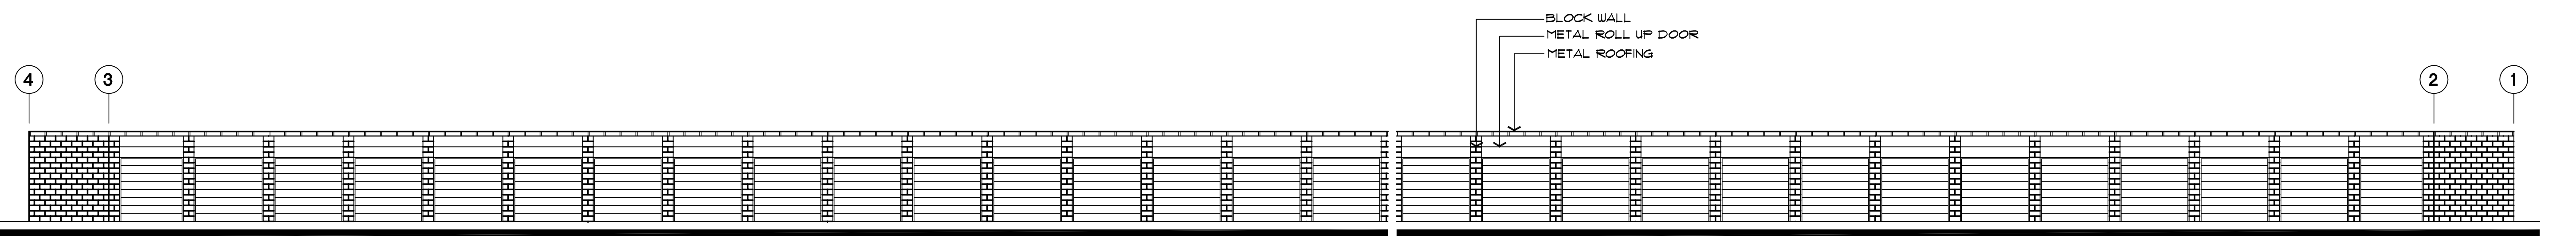 BLOCK WALL
METAL ROLL UP DOOR
METAL ROOFING
4 3 2 1